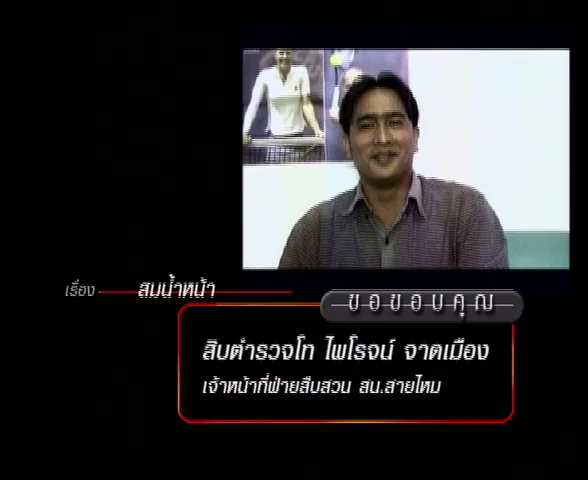 เรื่อง สมน้ำหน้า
ขอขอบคุณ
สิบตำรวจโท ไพโรจน์ จาดเมือง
เจ้าหน้าที่ฝ่ายสืบสวน สน.สายไหม